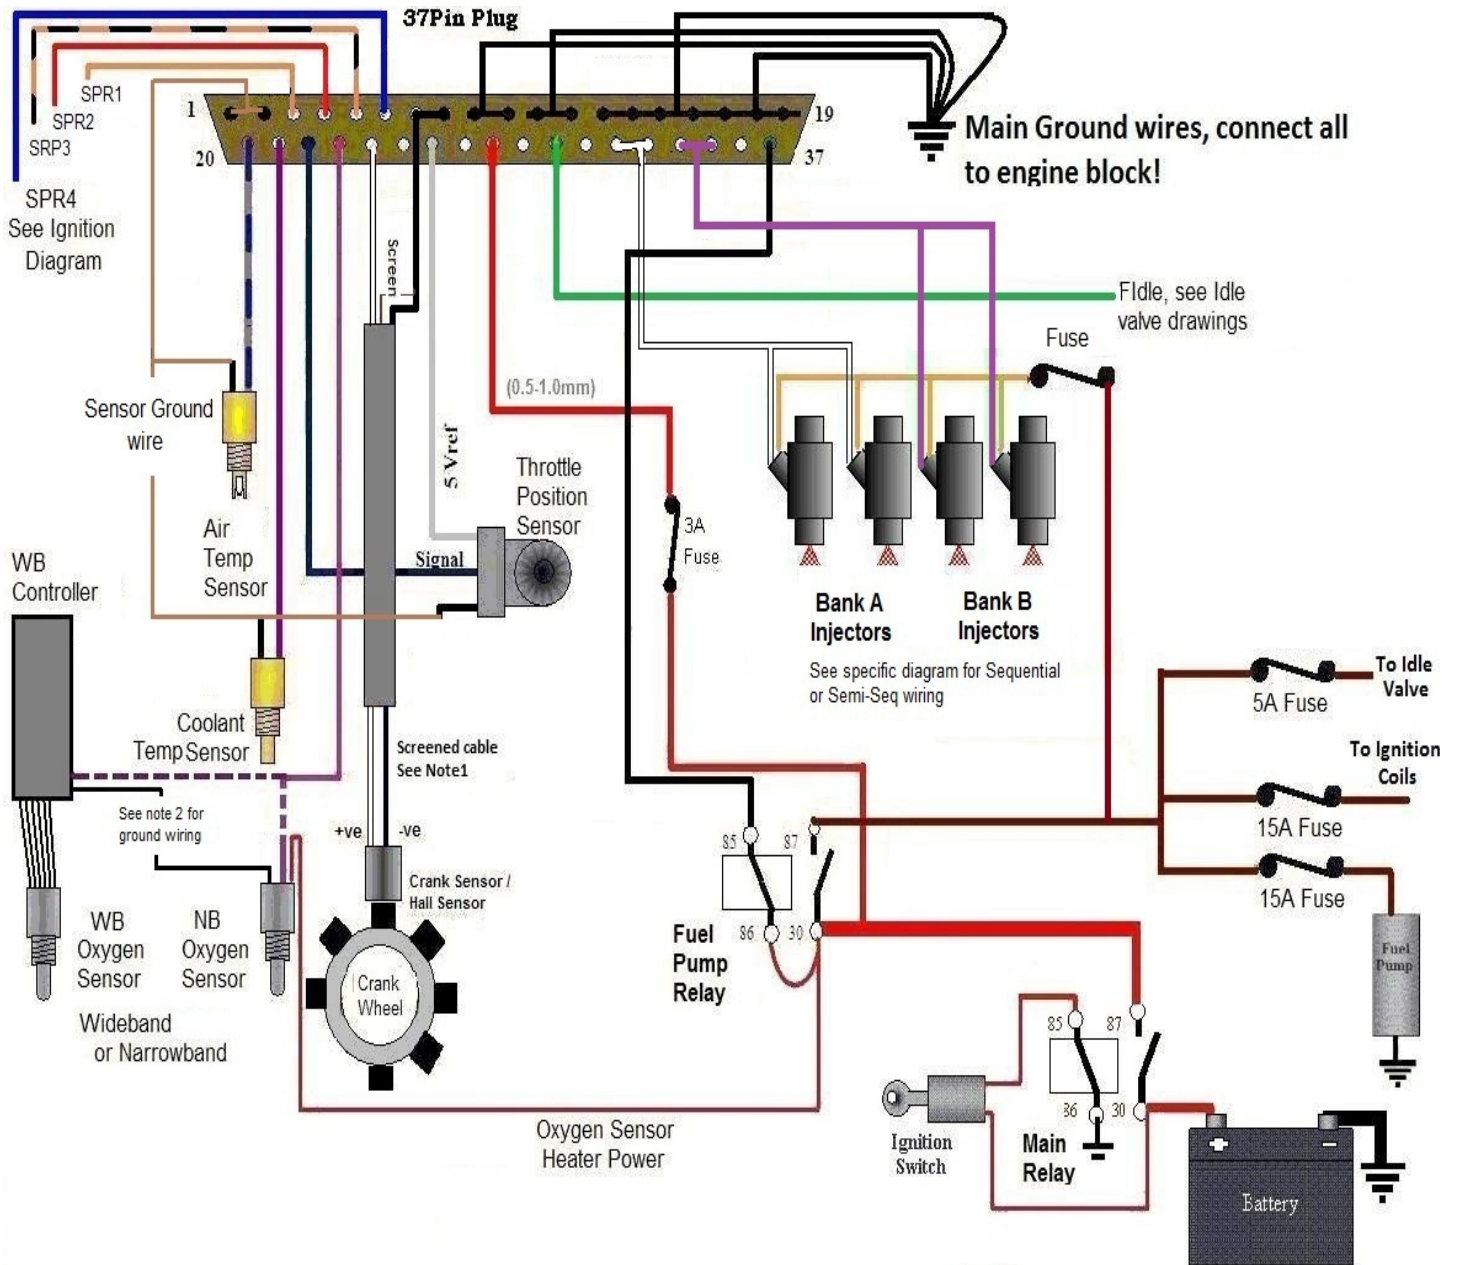 37Pin Plug
1
19
20
37
SPR1
SPR2
SRP3
SPR4
See Ignition
Diagram
Main Ground wires, connect all
to engine block!
Screen
FIdle, see Idle
valve drawings
Fuse
(0.5-1.0mm)
Sensor Ground
wire
5 Vref
Throttle
Position
Sensor
Signal
3A
Fuse
Air
Temp
Sensor
WB
Controller
Bank A
Injectors
Bank B
Injectors
See specific diagram for Sequential
or Semi-Seq wiring
Coolant
Temp Sensor
Screened cable
See Note1
See note 2 for
ground wiring
+ve
-ve
To Idle
Valve
5A Fuse
To Ignition
Coils
15A Fuse
15A Fuse
85
87
86
30
Fuel
Pump
Relay
Crank Sensor /
Hall Sensor
WB
Oxygen
Sensor
NB
Oxygen
Sensor
Crank
Wheel
Wideband
or Narrowband
Fuel
Pump
85
87
86
30
Main
Relay
Ignition
Switch
Oxygen Sensor
Heater Power
+
-
Battery